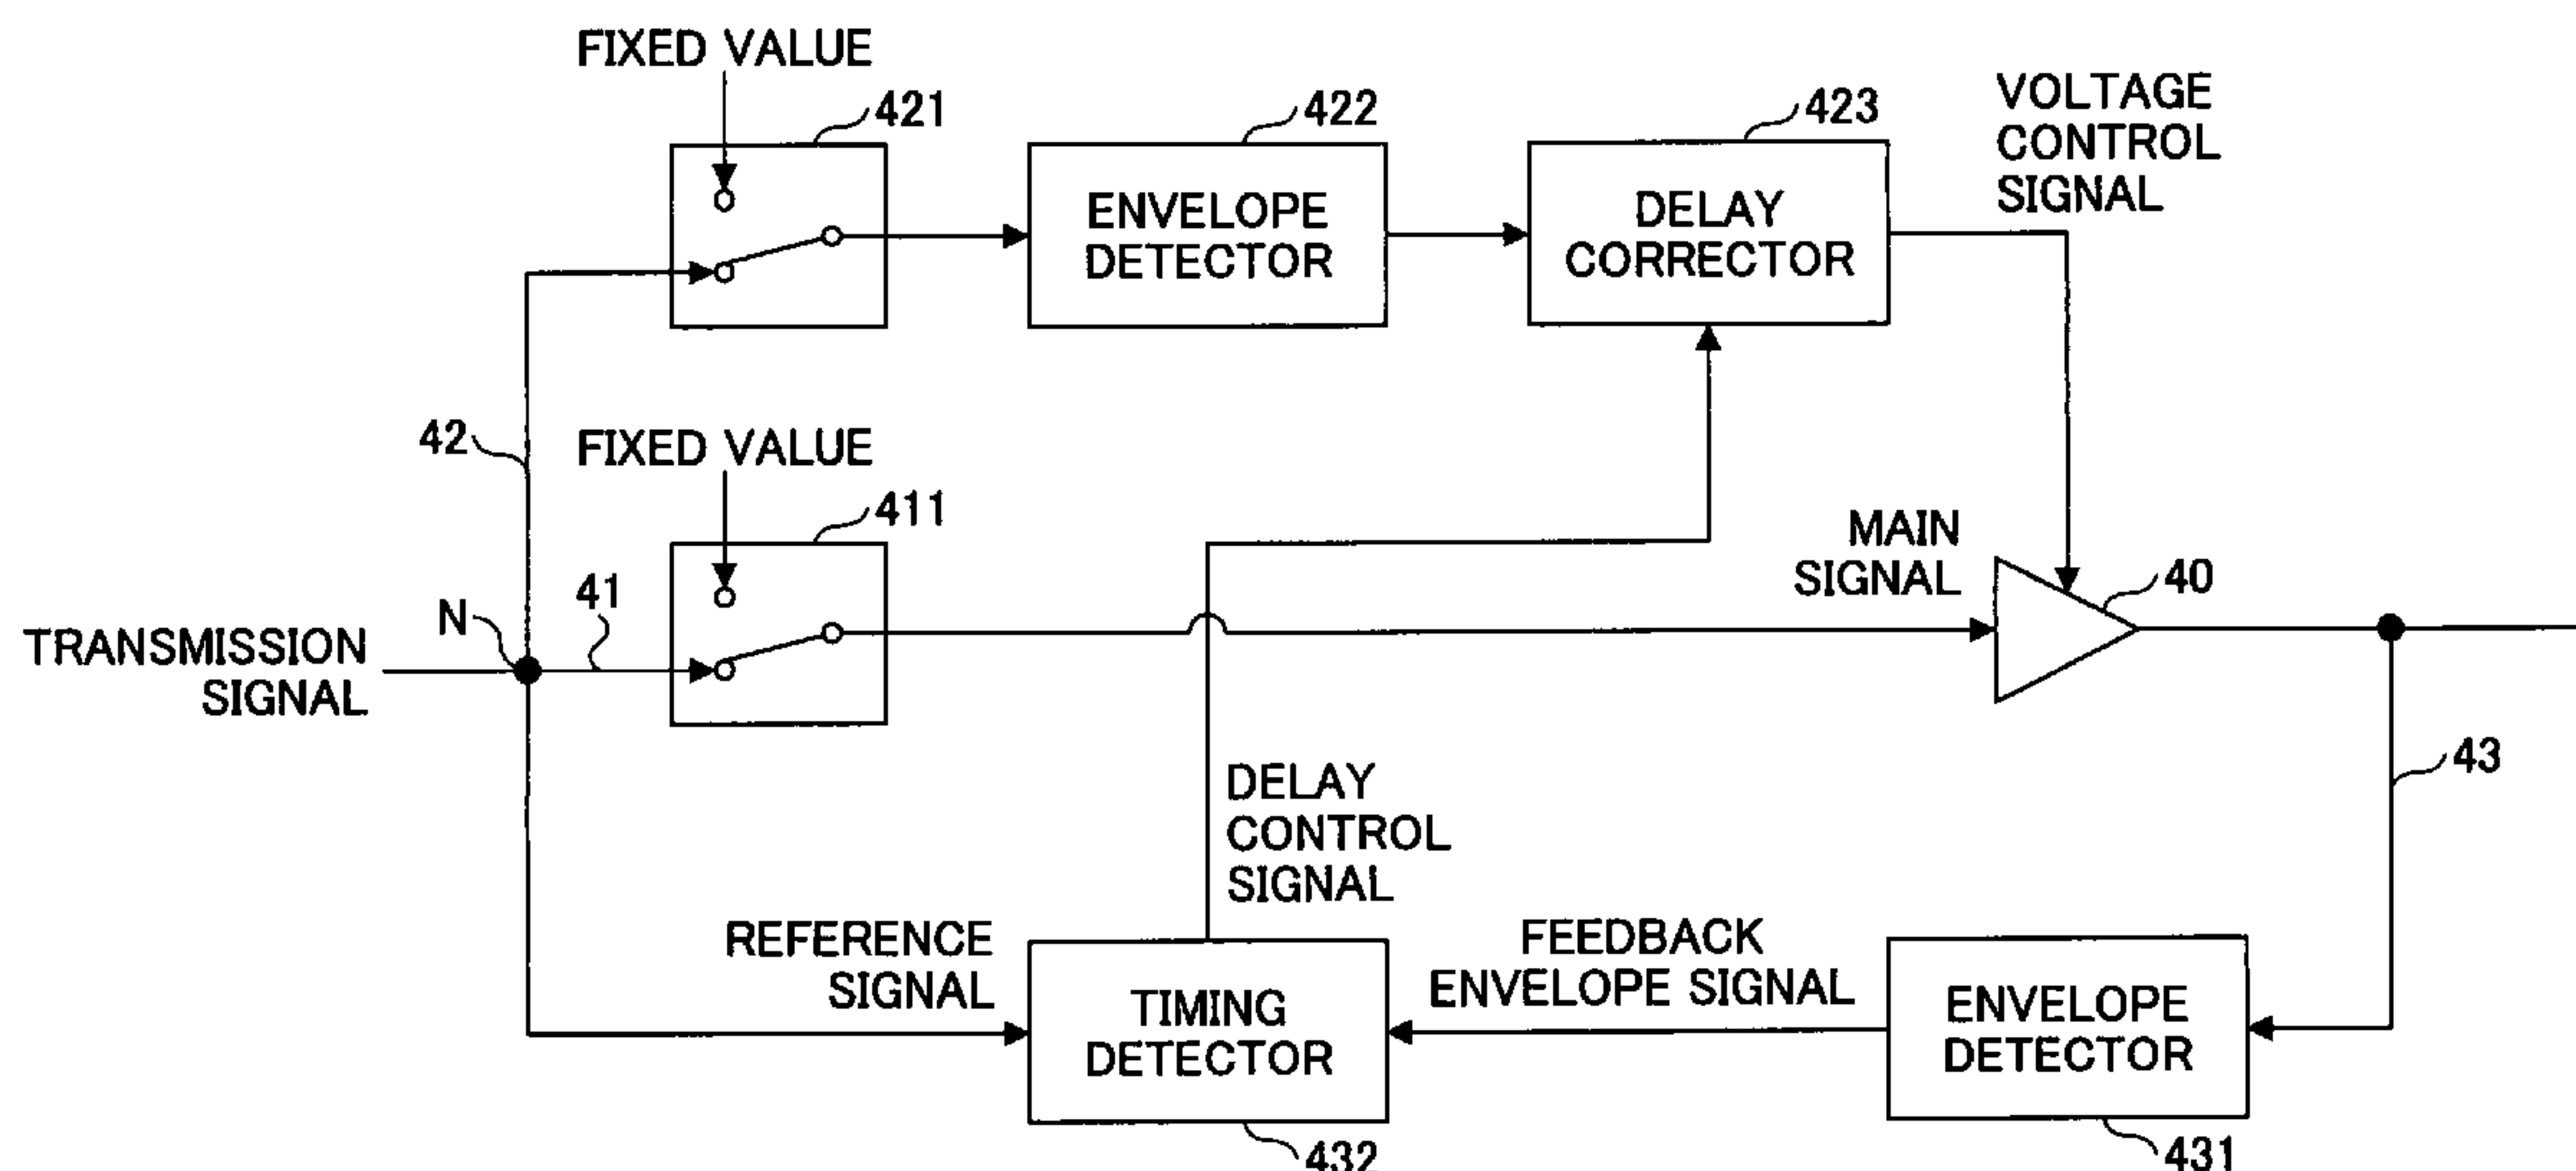 FIXED VALUE
421
422
423
VOLTAGE
CONTROL
SIGNAL
ENVELOPE
DETECTOR
DELAY
CORRECTOR
42
FIXED VALUE
411
MAIN
SIGNAL
40
N
41
TRANSMISSION
SIGNAL
DELAY
CONTROL
SIGNAL
43
REFERENCE
SIGNAL
FEEDBACK
ENVELOPE SIGNAL
TIMING
DETECTOR
ENVELOPE
DETECTOR
432
431